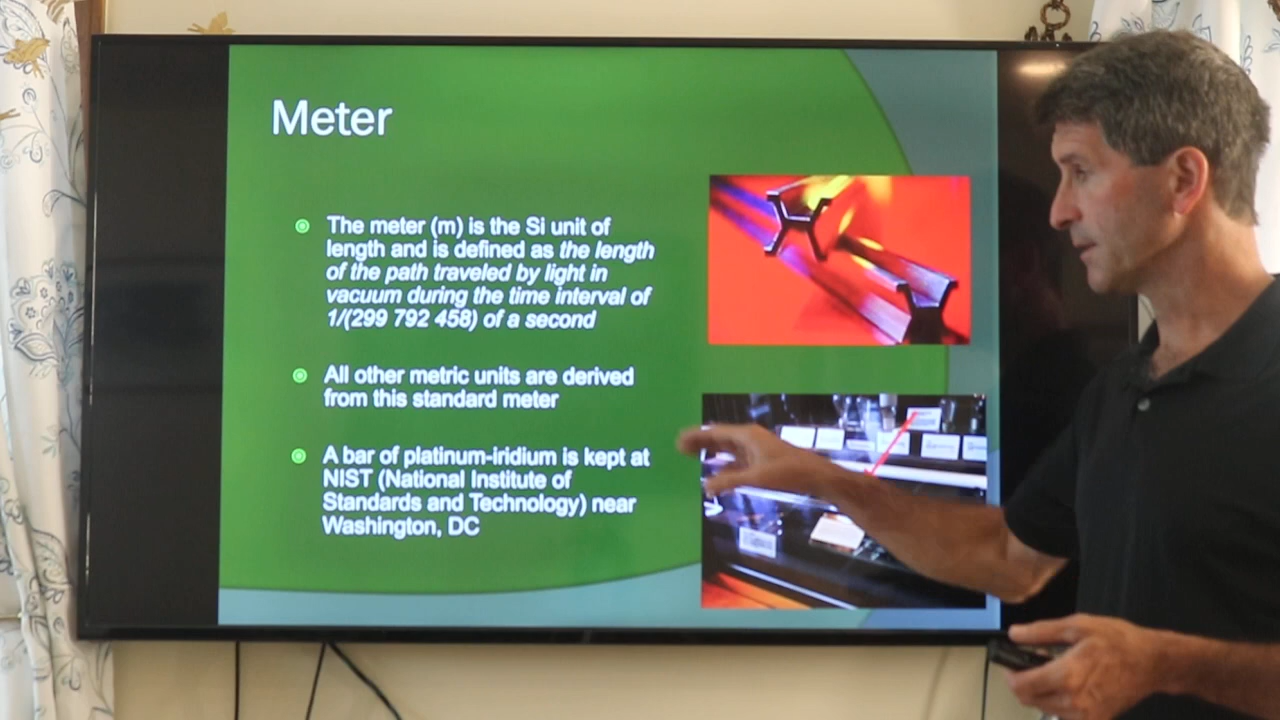 Meter
The meter (m) is the Si unit of
length and is defined as the length
of the path traveled by light in
vacuum during the time interval of
1/(299 792 458) of a second
All other metric units are derived
from this standard meter
A bar of platinum-iridium is kept at
NIST (National Institute of
Standards and Technology) near
Washington, DC